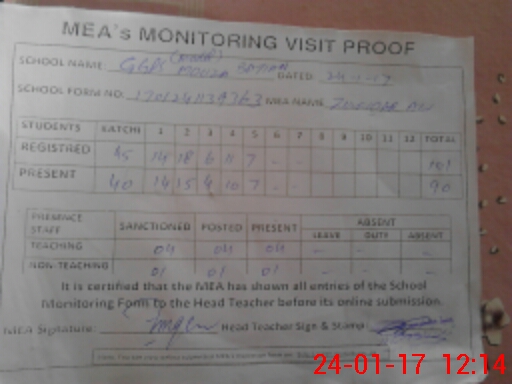 MEA's MONITORING VISIT PROOF
SCHOOL NAME: GGPS MOUZA DATED: 24-1-17
SCHOOL FORM NO. MEA NAME
STUDENTS KATCHI 1 2 3 4 5 6 7 8 9 10 11 12 TOTAL
REGISTRED 45 14 18 6 11 7 - - 101
PRESENT 40 14 15 4 10 7 - - 90
PRESENCE STAFF SANCTIONED POSTED PRESENT ABSENT
LEAVE DUTY ABSENT
TEACHING 04 04 04 - - -
NON-TEACHING 01 01 01 - - -
It is certified that the MEA has shown all entries of the School
Monitoring Form to the Head Teacher before its online submission.
MEA Signature: Head Teacher Sign & Stamp
24-01-17 12:14